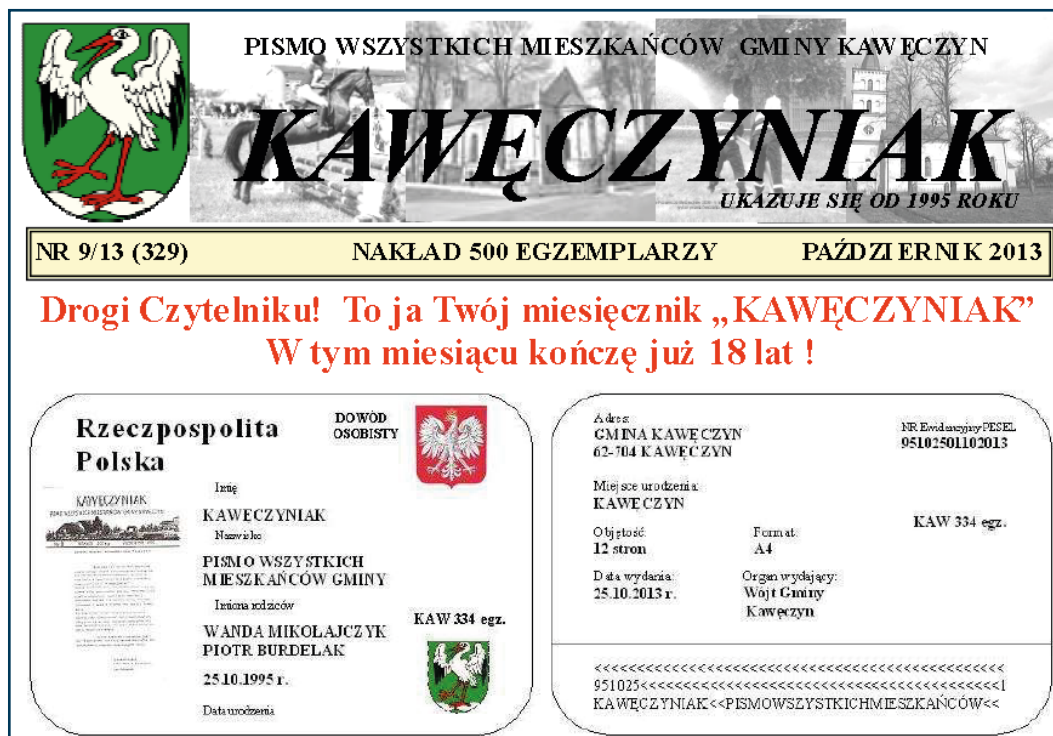 PISMO WSZYSTKICH MIESZKAŃCÓW GMINY KAWĘCZYN
KAWĘCZYNIAK
UKAZUJE SIĘ OD 1995 ROKU
NR 9/13 (329) NAKŁAD 500 EGZEMPLARZY PAŹDZIERNIK 2013
Drogi Czytelniku! To ja Twój miesięcznik „KAWĘCZYNIAK”
W tym miesiącu kończę już 18 lat !
Rzeczpospolita
Polska
DOWÓD
OSOBISTY
KAWĘCZYNIAK
Imię
KAWĘCZYNIAK
Nazwisko
PISMO WSZYSTKICH
MIESZKAŃCÓW GMINY
Imiona rodziców
WANDA MIKOŁAJCZYK
PIOTR BURDELAK
25.10.1995 r.
Data urodzenia
KAW 334 egz.
Adres:
GMINA KAWĘCZYN
62-704 KAWĘCZYN
NR Ewidencyjny PESEL
95102501102013
Miejsce urodzenia:
KAWĘCZYN
KAW 334 egz.
Objętość:
12 stron
Format:
A4
Data wydania:
25.10.2013 r.
Organ wydający:
Wójt Gminy
Kawęczyn
<<<<<<<<<<<<<<<<<<<<<<<<<<<<<<<<<<<<<<<<<<<<<<<<
951025<<<<<<<<<<<<<<<<<<<<<<<<<<<<<<<<<<<<<<<<<<1
KAWĘCZYNIAK<<PISMOWSZYSTKICHMIESZKAŃCÓW<<